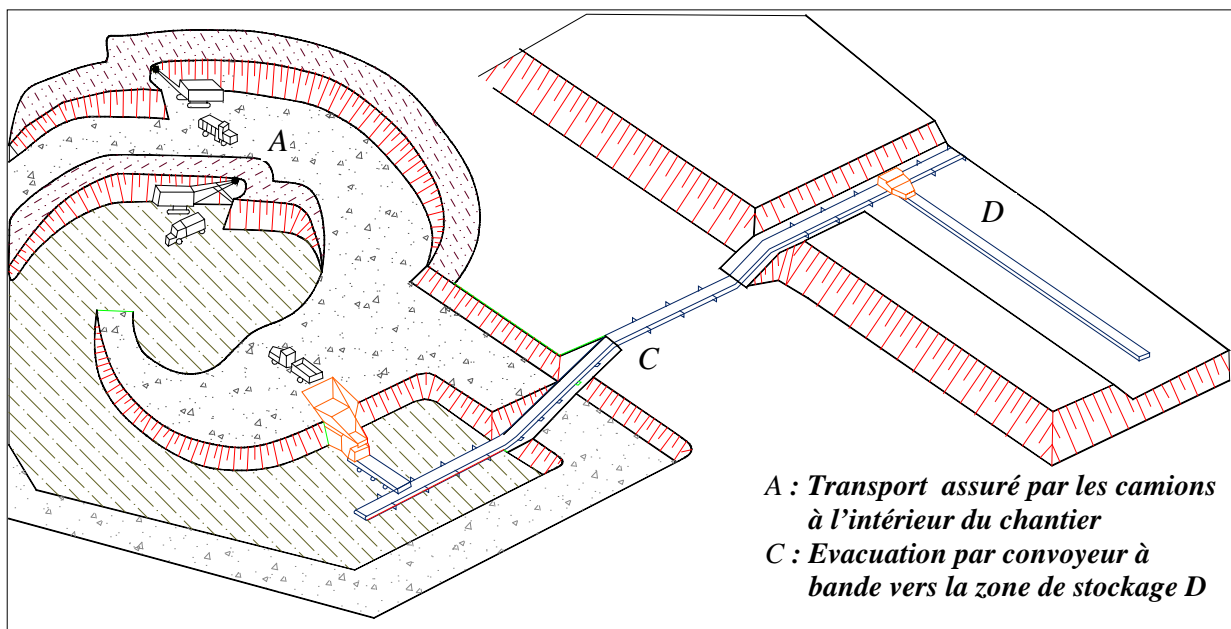 A
D
C
A : Transport assuré par les camions
à l'intérieur du chantier
C : Evacuation par convoyeur à
bande vers la zone de stockage D